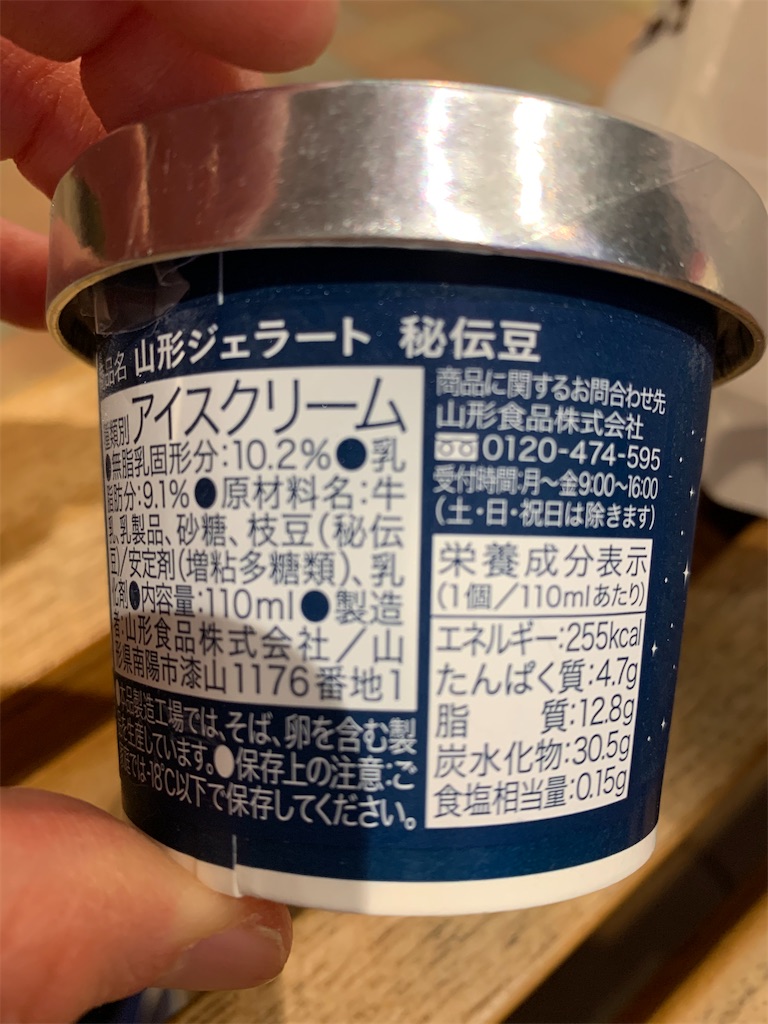 商品名 山形ジェラート 秘伝豆
種類別 アイスクリーム
●無脂乳固形分:10.2%●乳
脂肪分:9.1%●原材料名:牛
乳、乳製品、砂糖、枝豆(秘伝
豆)/安定剤(増粘多糖類)、乳
化剤●内容量:110ml●製造
者:山形食品株式会社/山
形県南陽市漆山1176番地1
本品製造工場では、そば、卵を含む製
品を生産しています。●保存上の注意:ご
家庭では-18℃以下で保存してください。
商品に関するお問合わせ先
山形食品株式会社
0120-474-595
受付時間:月〜金9:00〜16:00
(土・日・祝日は除きます)
栄養成分表示
(1個/110mlあたり)
エネルギー:255kcal
たんぱく質:4.7g
脂質:12.8g
炭水化物:30.5g
食塩相当量:0.15g